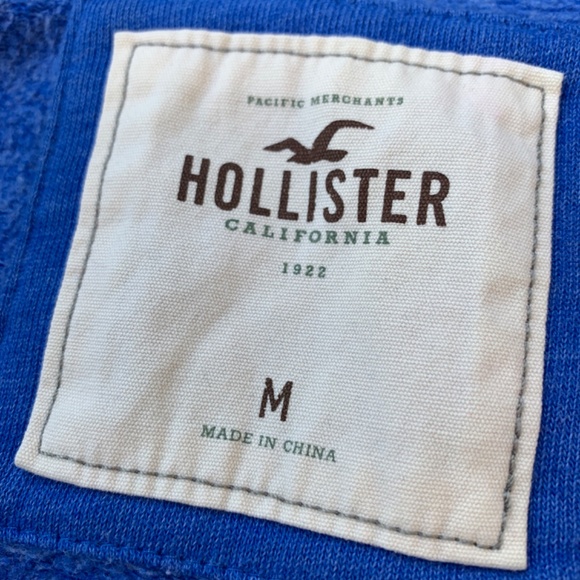 PACIFIC MERCHANTS
HOLLISTER
CALIFORNIA
1922
M
MADE IN CHINA